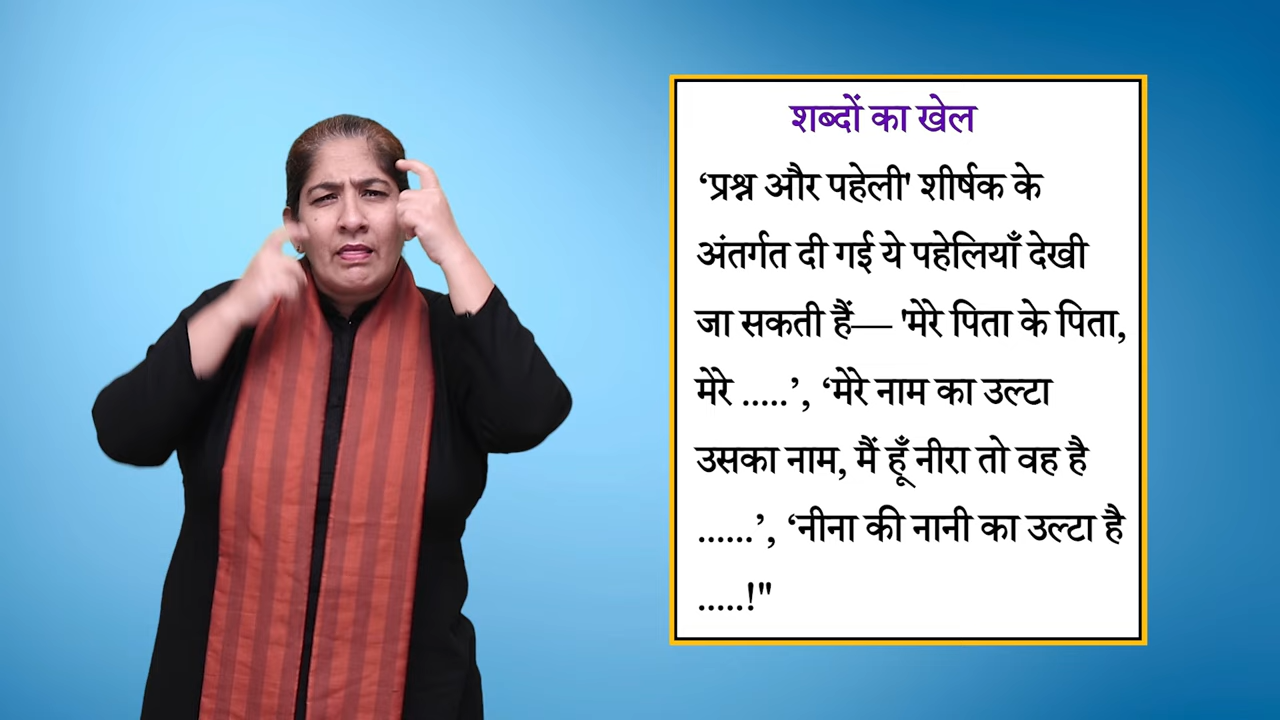 शब्दों का खेल
‘प्रश्न और पहेली' शीर्षक के
अंतर्गत दी गई ये पहेलियाँ देखी
जा सकती हैं— 'मेरे पिता के पिता,
मेरे .....’, ‘मेरे नाम का उल्टा
उसका नाम, मैं हूँ नीरा तो वह है
......’, ‘नीना की नानी का उल्टा है
.....!"